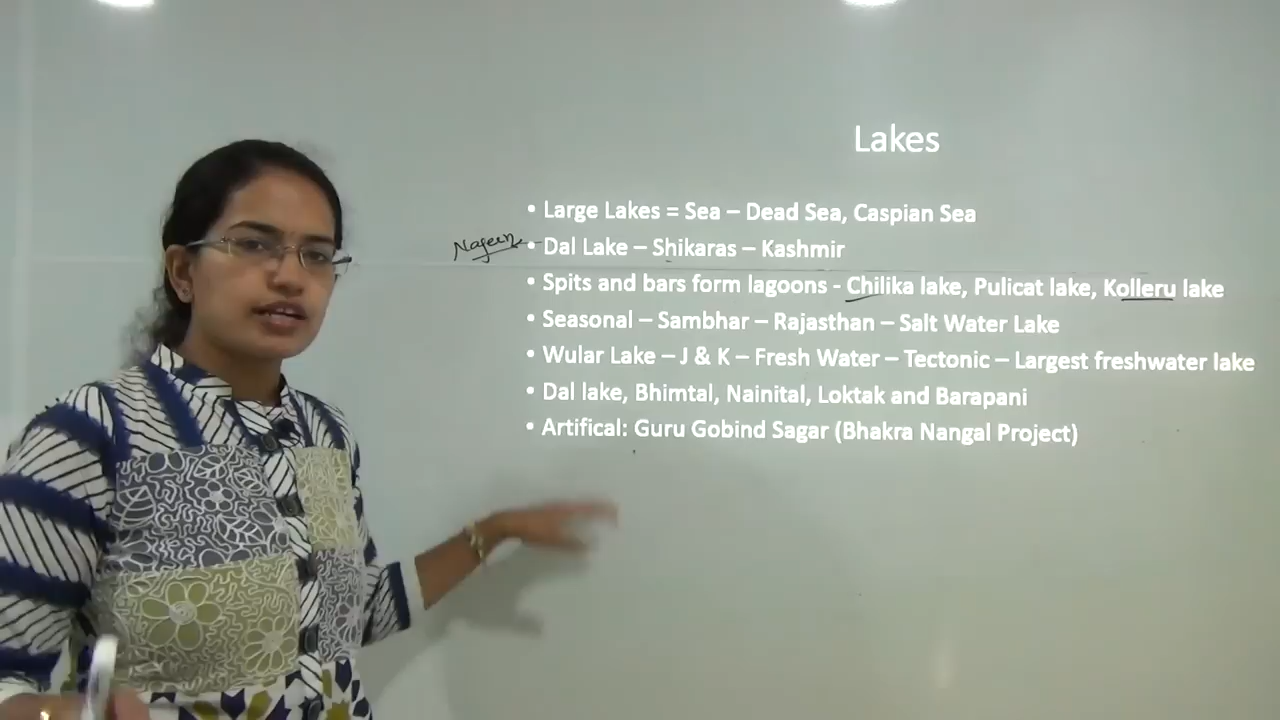 Lakes
• Large Lakes = Sea – Dead Sea, Caspian Sea
Nageen
• Dal Lake – Shikaras – Kashmir
• Spits and bars form lagoons - Chilika lake, Pulicat lake, Kolleru lake
• Seasonal – Sambhar – Rajasthan – Salt Water Lake
• Wular Lake – J & K – Fresh Water – Tectonic – Largest freshwater lake
• Dal lake, Bhimtal, Nainital, Loktak and Barapani
• Artifical: Guru Gobind Sagar (Bhakra Nangal Project)